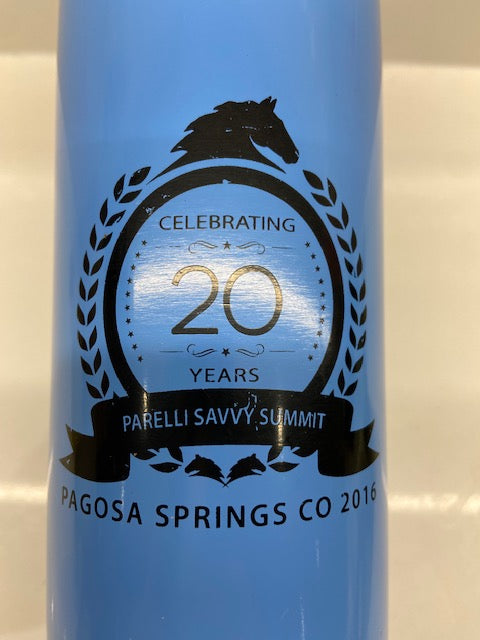 CELEBRATING
20
YEARS
PARELLI SAVVY SUMMIT
PAGOSA SPRINGS CO 2016